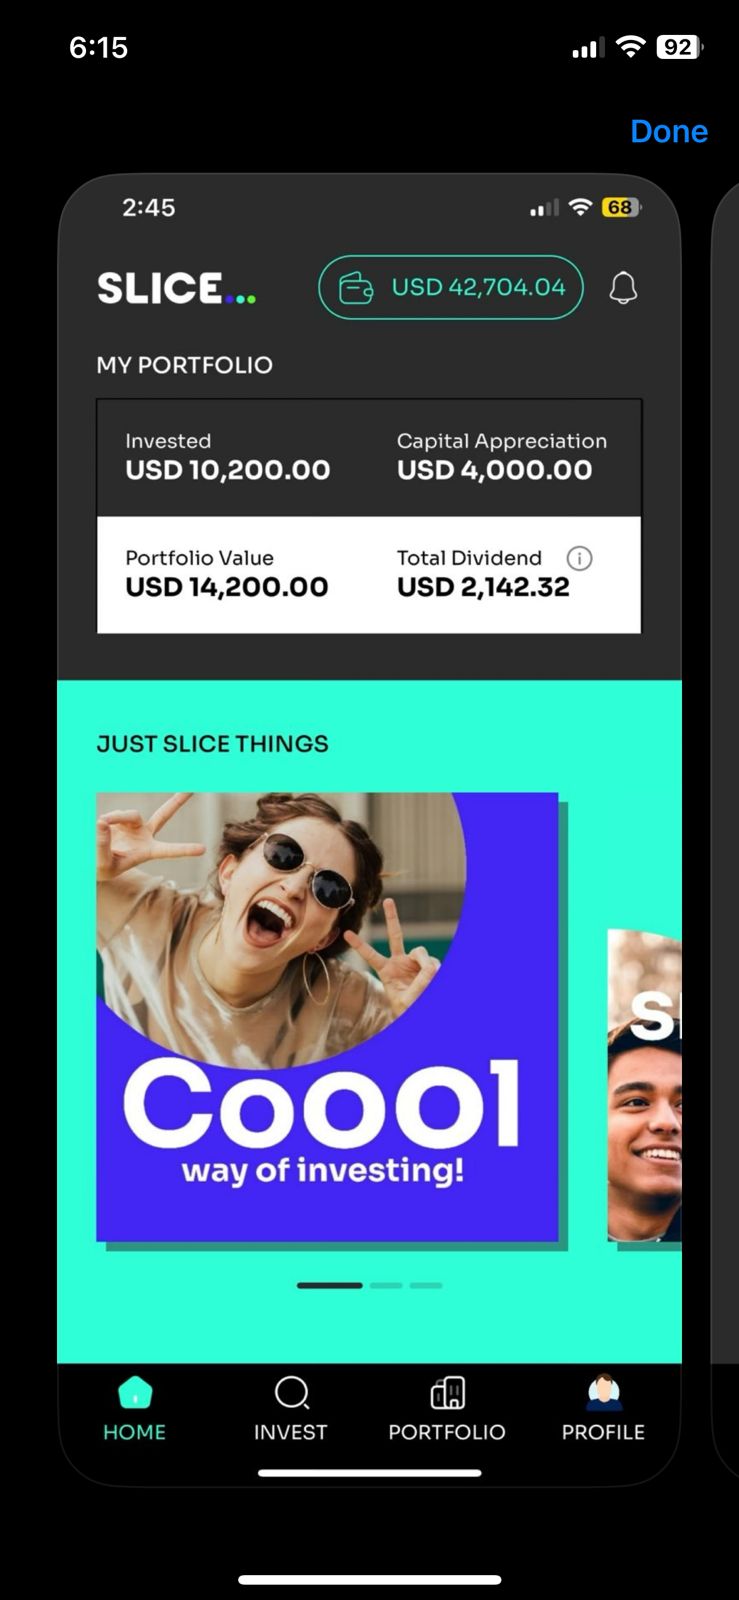 6:15
92
Done
2:45
68
SLICE...
USD 42,704.04
MY PORTFOLIO
Invested
Capital Appreciation
USD 10,200.00
USD 4,000.00
Portfolio Value
Total Dividend
USD 14,200.00
USD 2,142.32
JUST SLICE THINGS
Coool
way of investing!
HOME
INVEST
PORTFOLIO
PROFILE